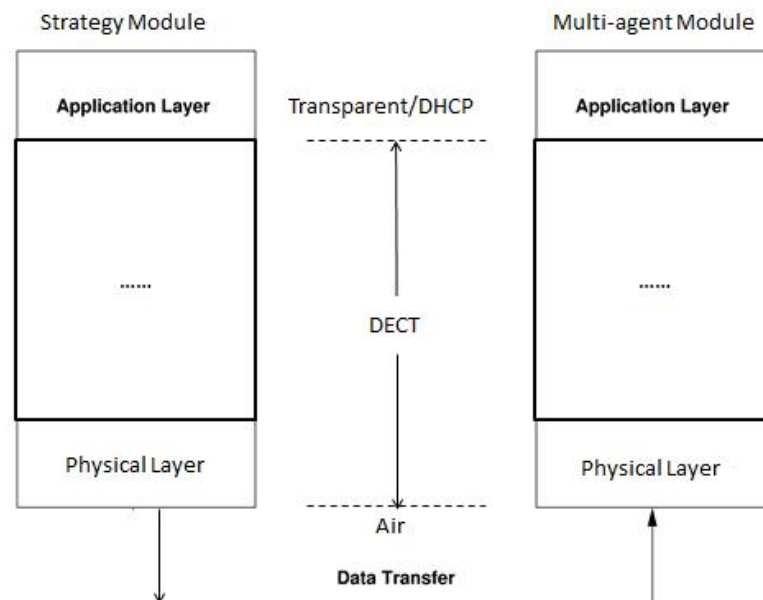 Strategy Module
Multi-agent Module
Application Layer
Transparent/DHCP
Application Layer
......
......
DECT
Physical Layer
Physical Layer
Air
Data Transfer